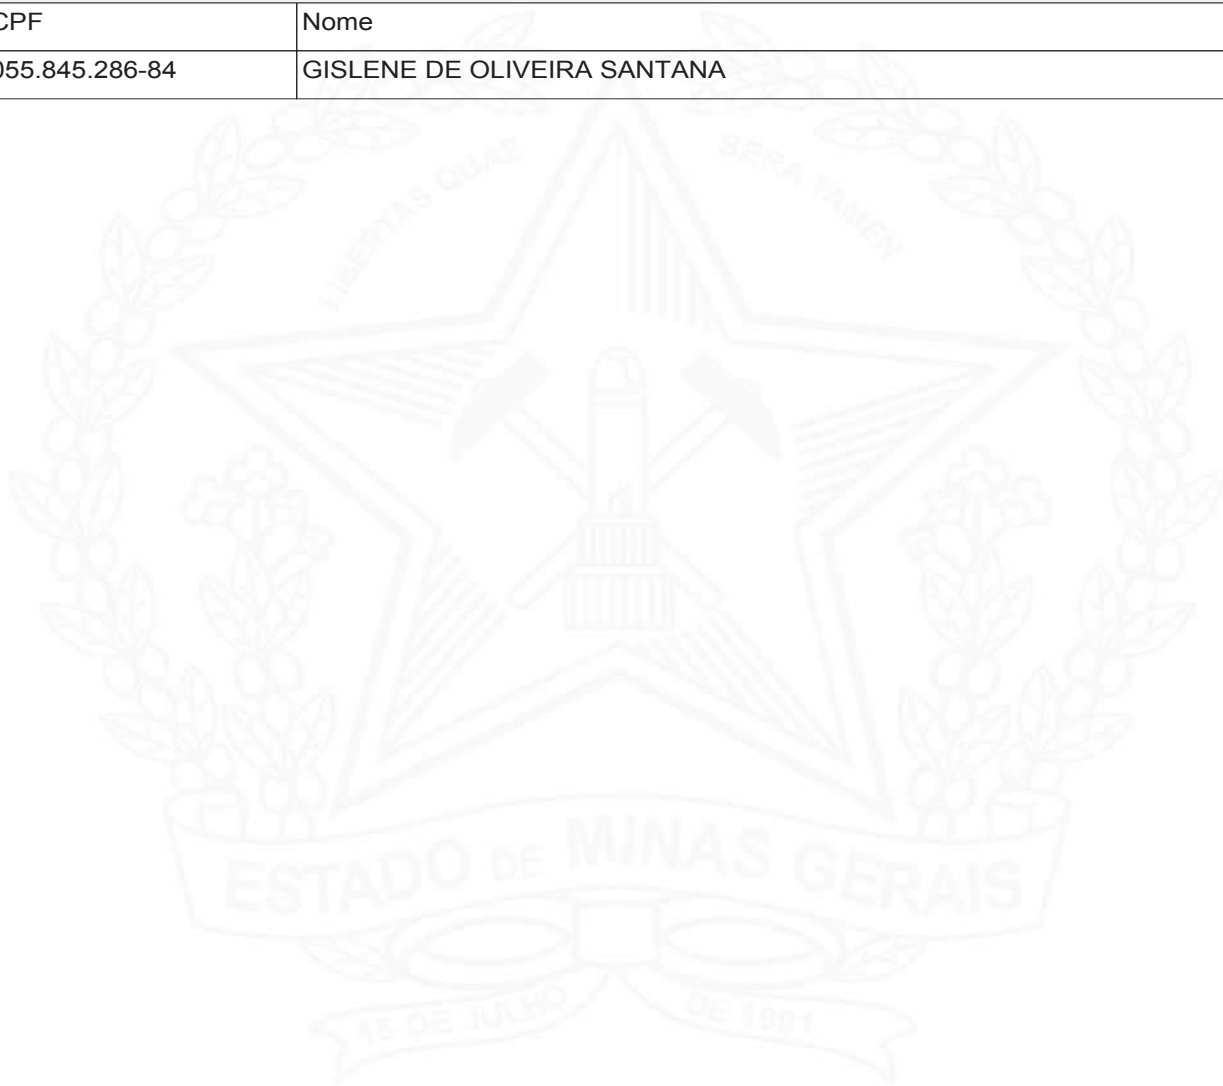 CPF Nome
055.845.286-84 GISLENE DE OLIVEIRA SANTANA
LIBERTAS QUAE SERA TAMEN
ESTADO DE MINAS GERAIS
15 DE JULHO DE 1891